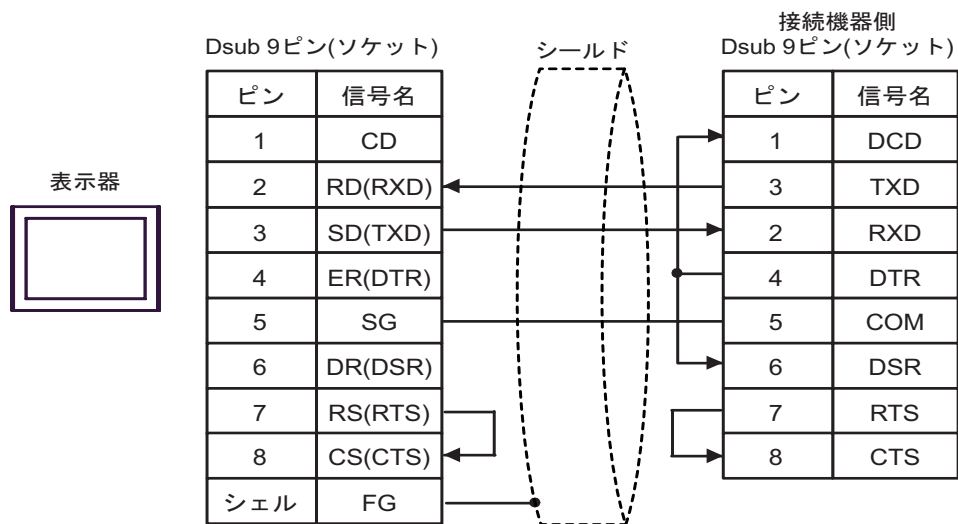 接続機器側
Dsub 9ピン(ソケット)
シールド
Dsub 9ピン(ソケット)
表示器
ピン 信号名
1 CD
2 RD(RXD)
3 SD(TXD)
4 ER(DTR)
5 SG
6 DR(DSR)
7 RS(RTS)
8 CS(CTS)
シェル FG
ピン 信号名
1 DCD
3 TXD
2 RXD
4 DTR
5 COM
6 DSR
7 RTS
8 CTS